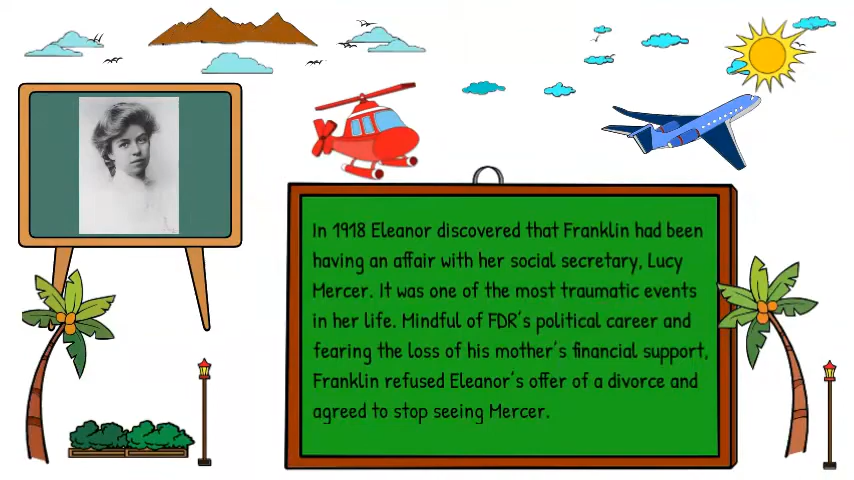 In 1918 Eleanor discovered that Franklin had been
having an affair with her social secretary, Lucy
Mercer. It was one of the most traumatic events
in her life. Mindful of FDR's political career and
fearing the loss of his mother's financial support,
Franklin refused Eleanor's offer of a divorce and
agreed to stop seeing Mercer.